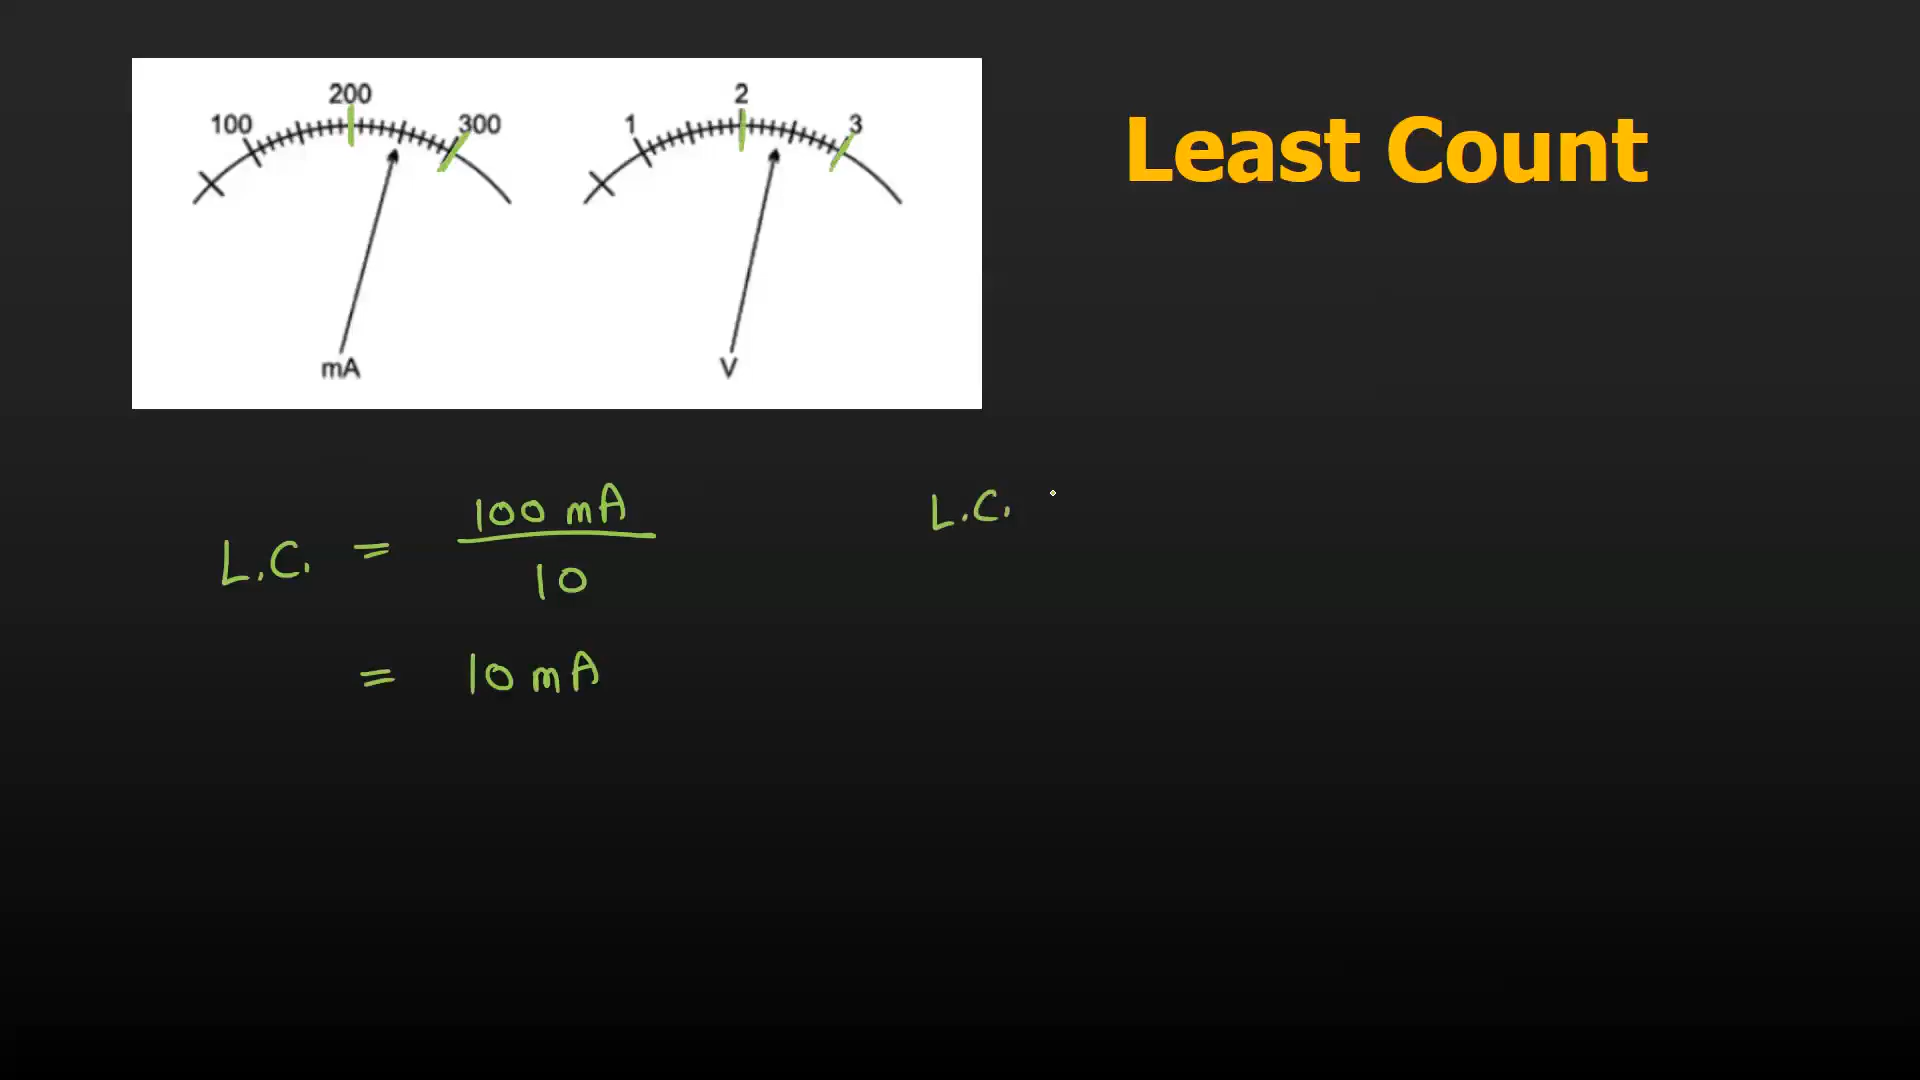 200
100
300
mA
2
1
3
V
Least Count
L.C. = 100 mA / 10
= 10 mA
L.C.